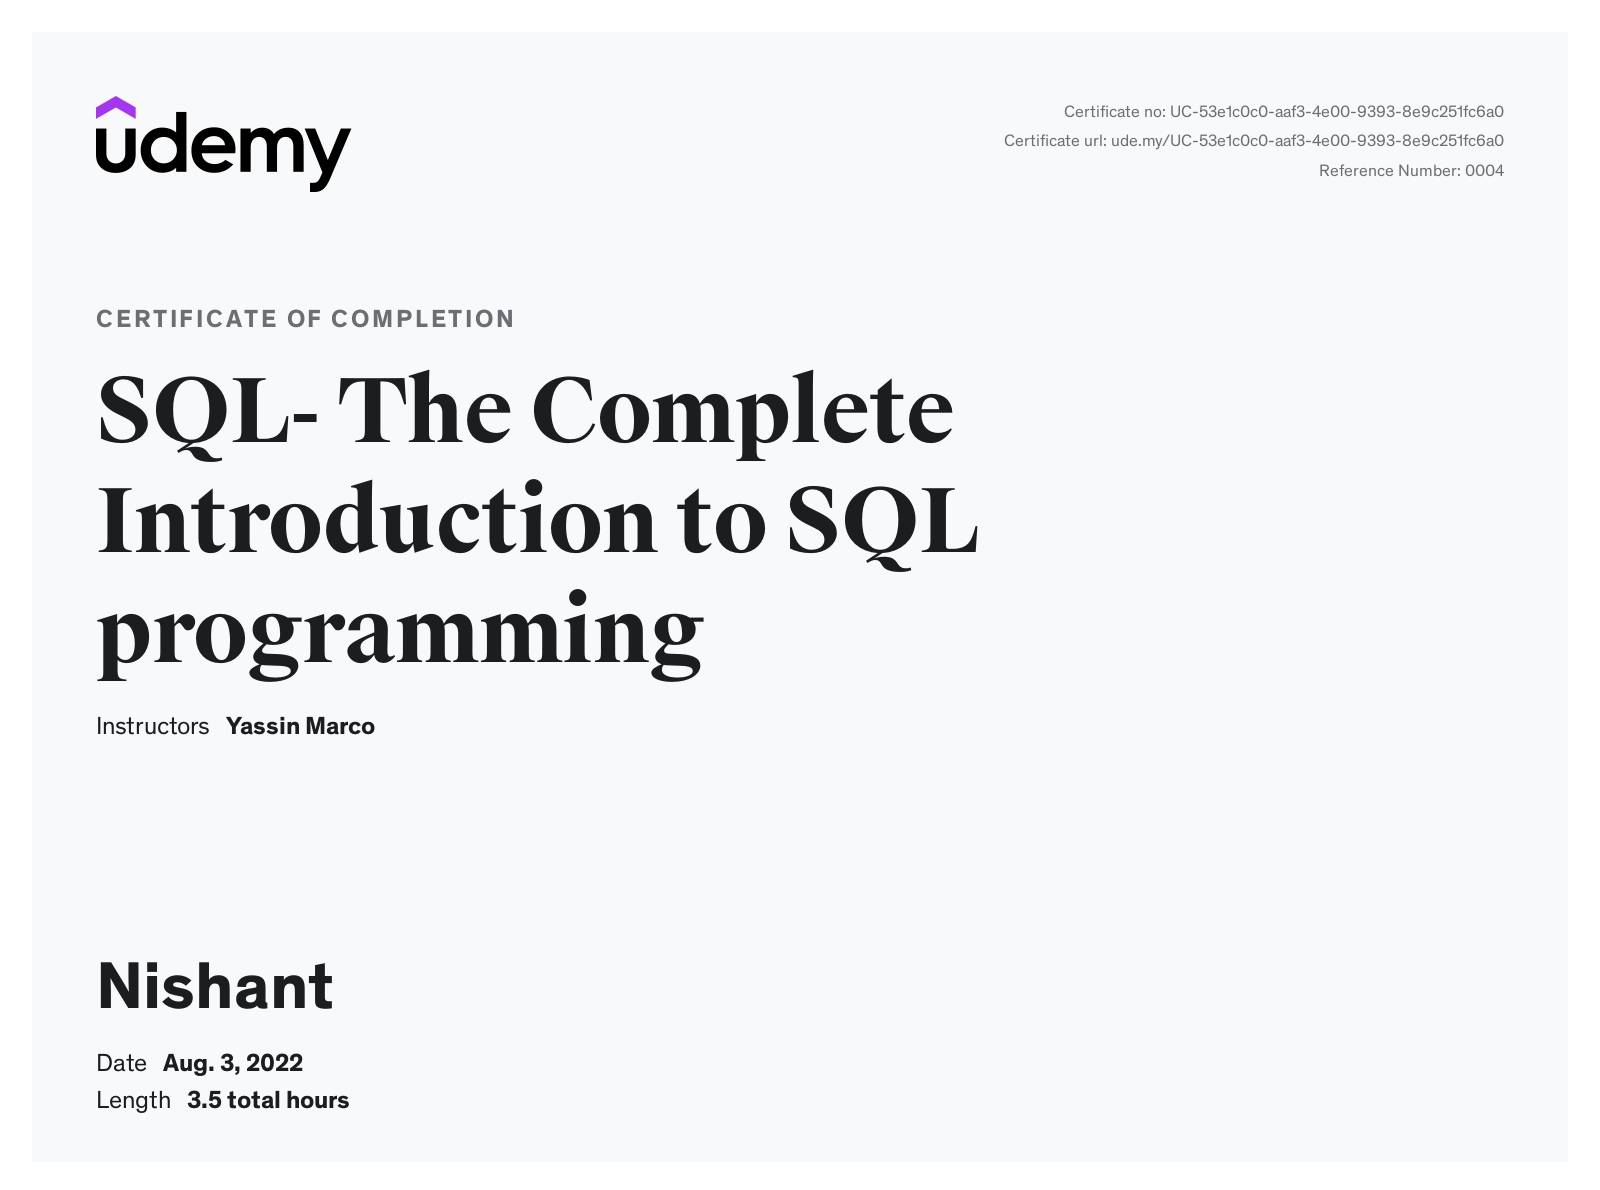 udemy
Certificate no: UC-53e1c0c0-aaf3-4e00-9393-8e9c251fc6a0
Certificate url: ude.my/UC-53e1c0c0-aaf3-4e00-9393-8e9c251fc6a0
Reference Number: 0004
CERTIFICATE OF COMPLETION
SQL- The Complete
Introduction to SQL
programming
Instructors Yassin Marco
Nishant
Date Aug. 3, 2022
Length 3.5 total hours